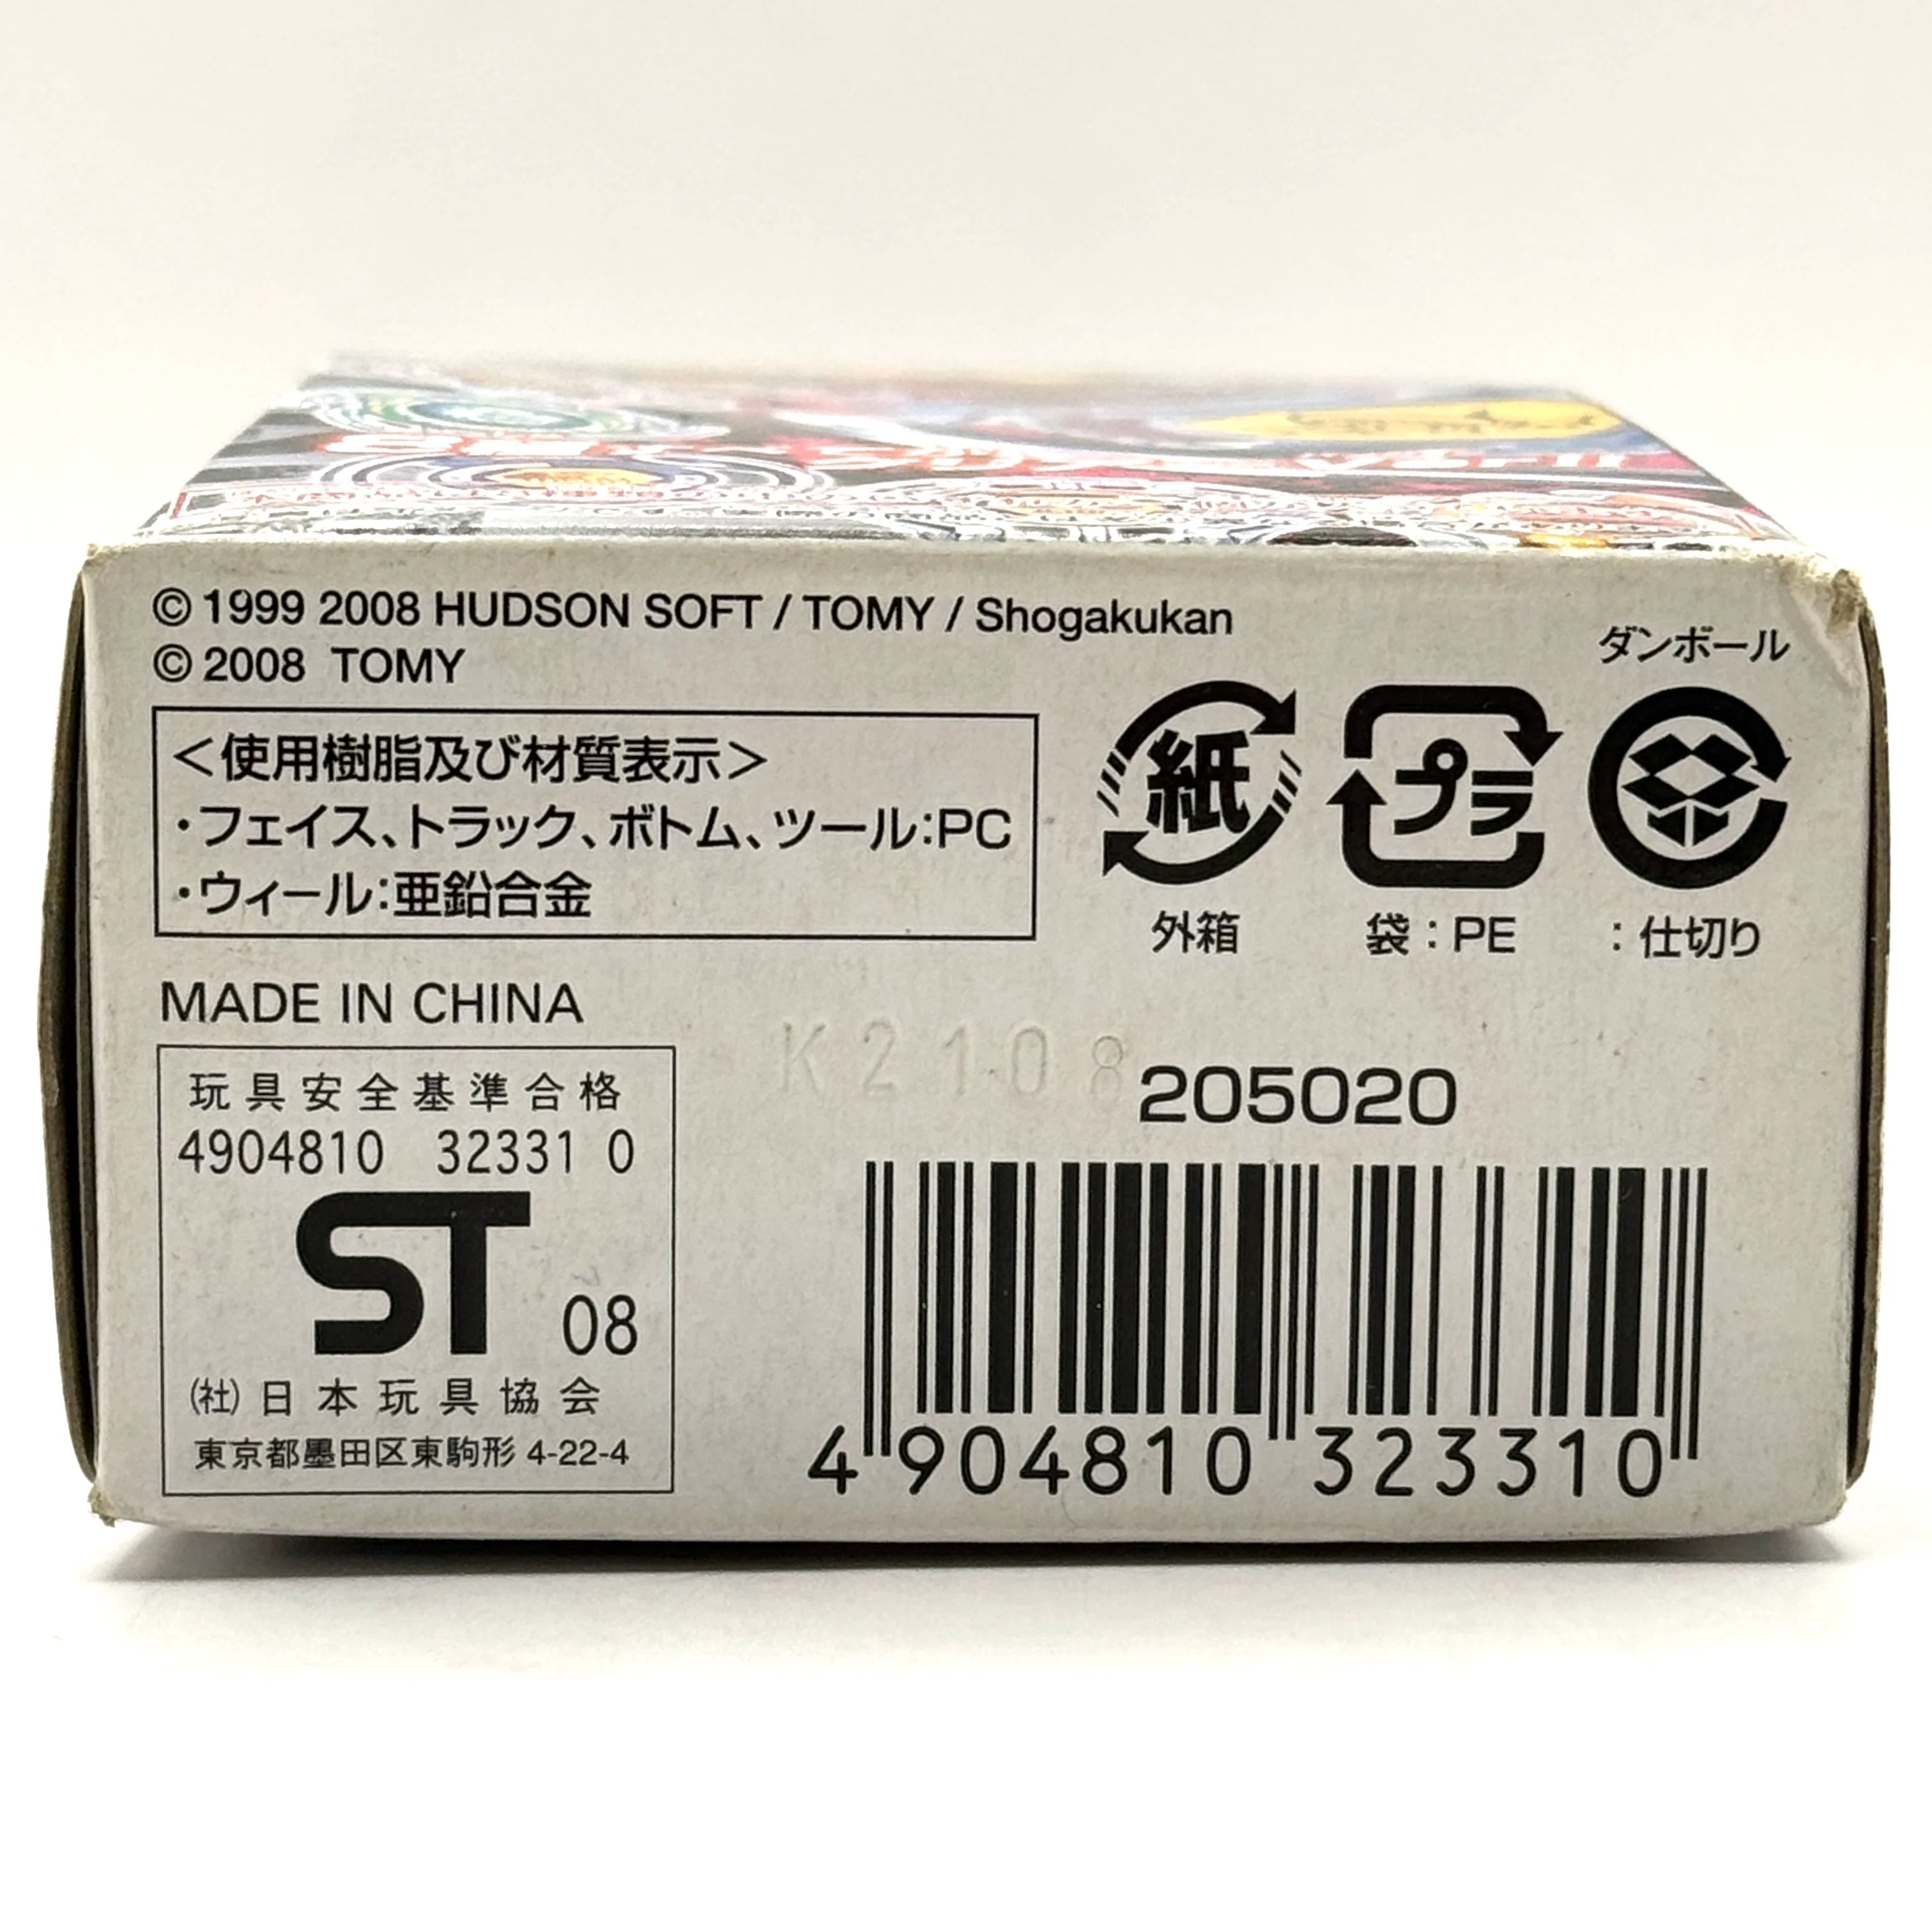 © 1999 2008 HUDSON SOFT / TOMY / Shogakukan
© 2008 TOMY
ダンボール
<使用樹脂及び材質表示>
・フェイス、トラック、ボトム、ツール:PC
・ウィール:亜鉛合金
紙
プラ
外箱
袋:PE
:仕切り
MADE IN CHINA
K2108
205020
玩具安全基準合格
4904810 32331 0
ST 08
(社)日本玩具協会
東京都墨田区東駒形 4-22-4
4 904810 323310